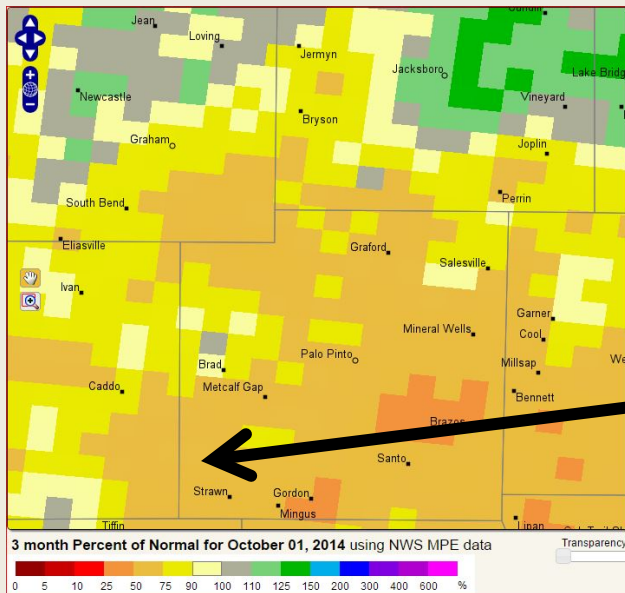 Jean
Loving
Jermyn
Jacksboro
Lake Bridg
Newcastle
Vineyard
Bryson
Graham
Joplin
Perrin
South Bend
Eliasville
Graford
Salesville
Ivan
Garner
Mineral Wells
Cool
Palo Pinto
We
Brad
Millsap
Caddo
Metcalf Gap
Bennett
Brazos
Santo
Strawn
Gordon
Mingus
Tiffin
Lipan
3 month Percent of Normal for October 01, 2014 using NWS MPE data
Transparency
0 5 10 25 50 75 90 100 110 125 150 200 300 400 600 %